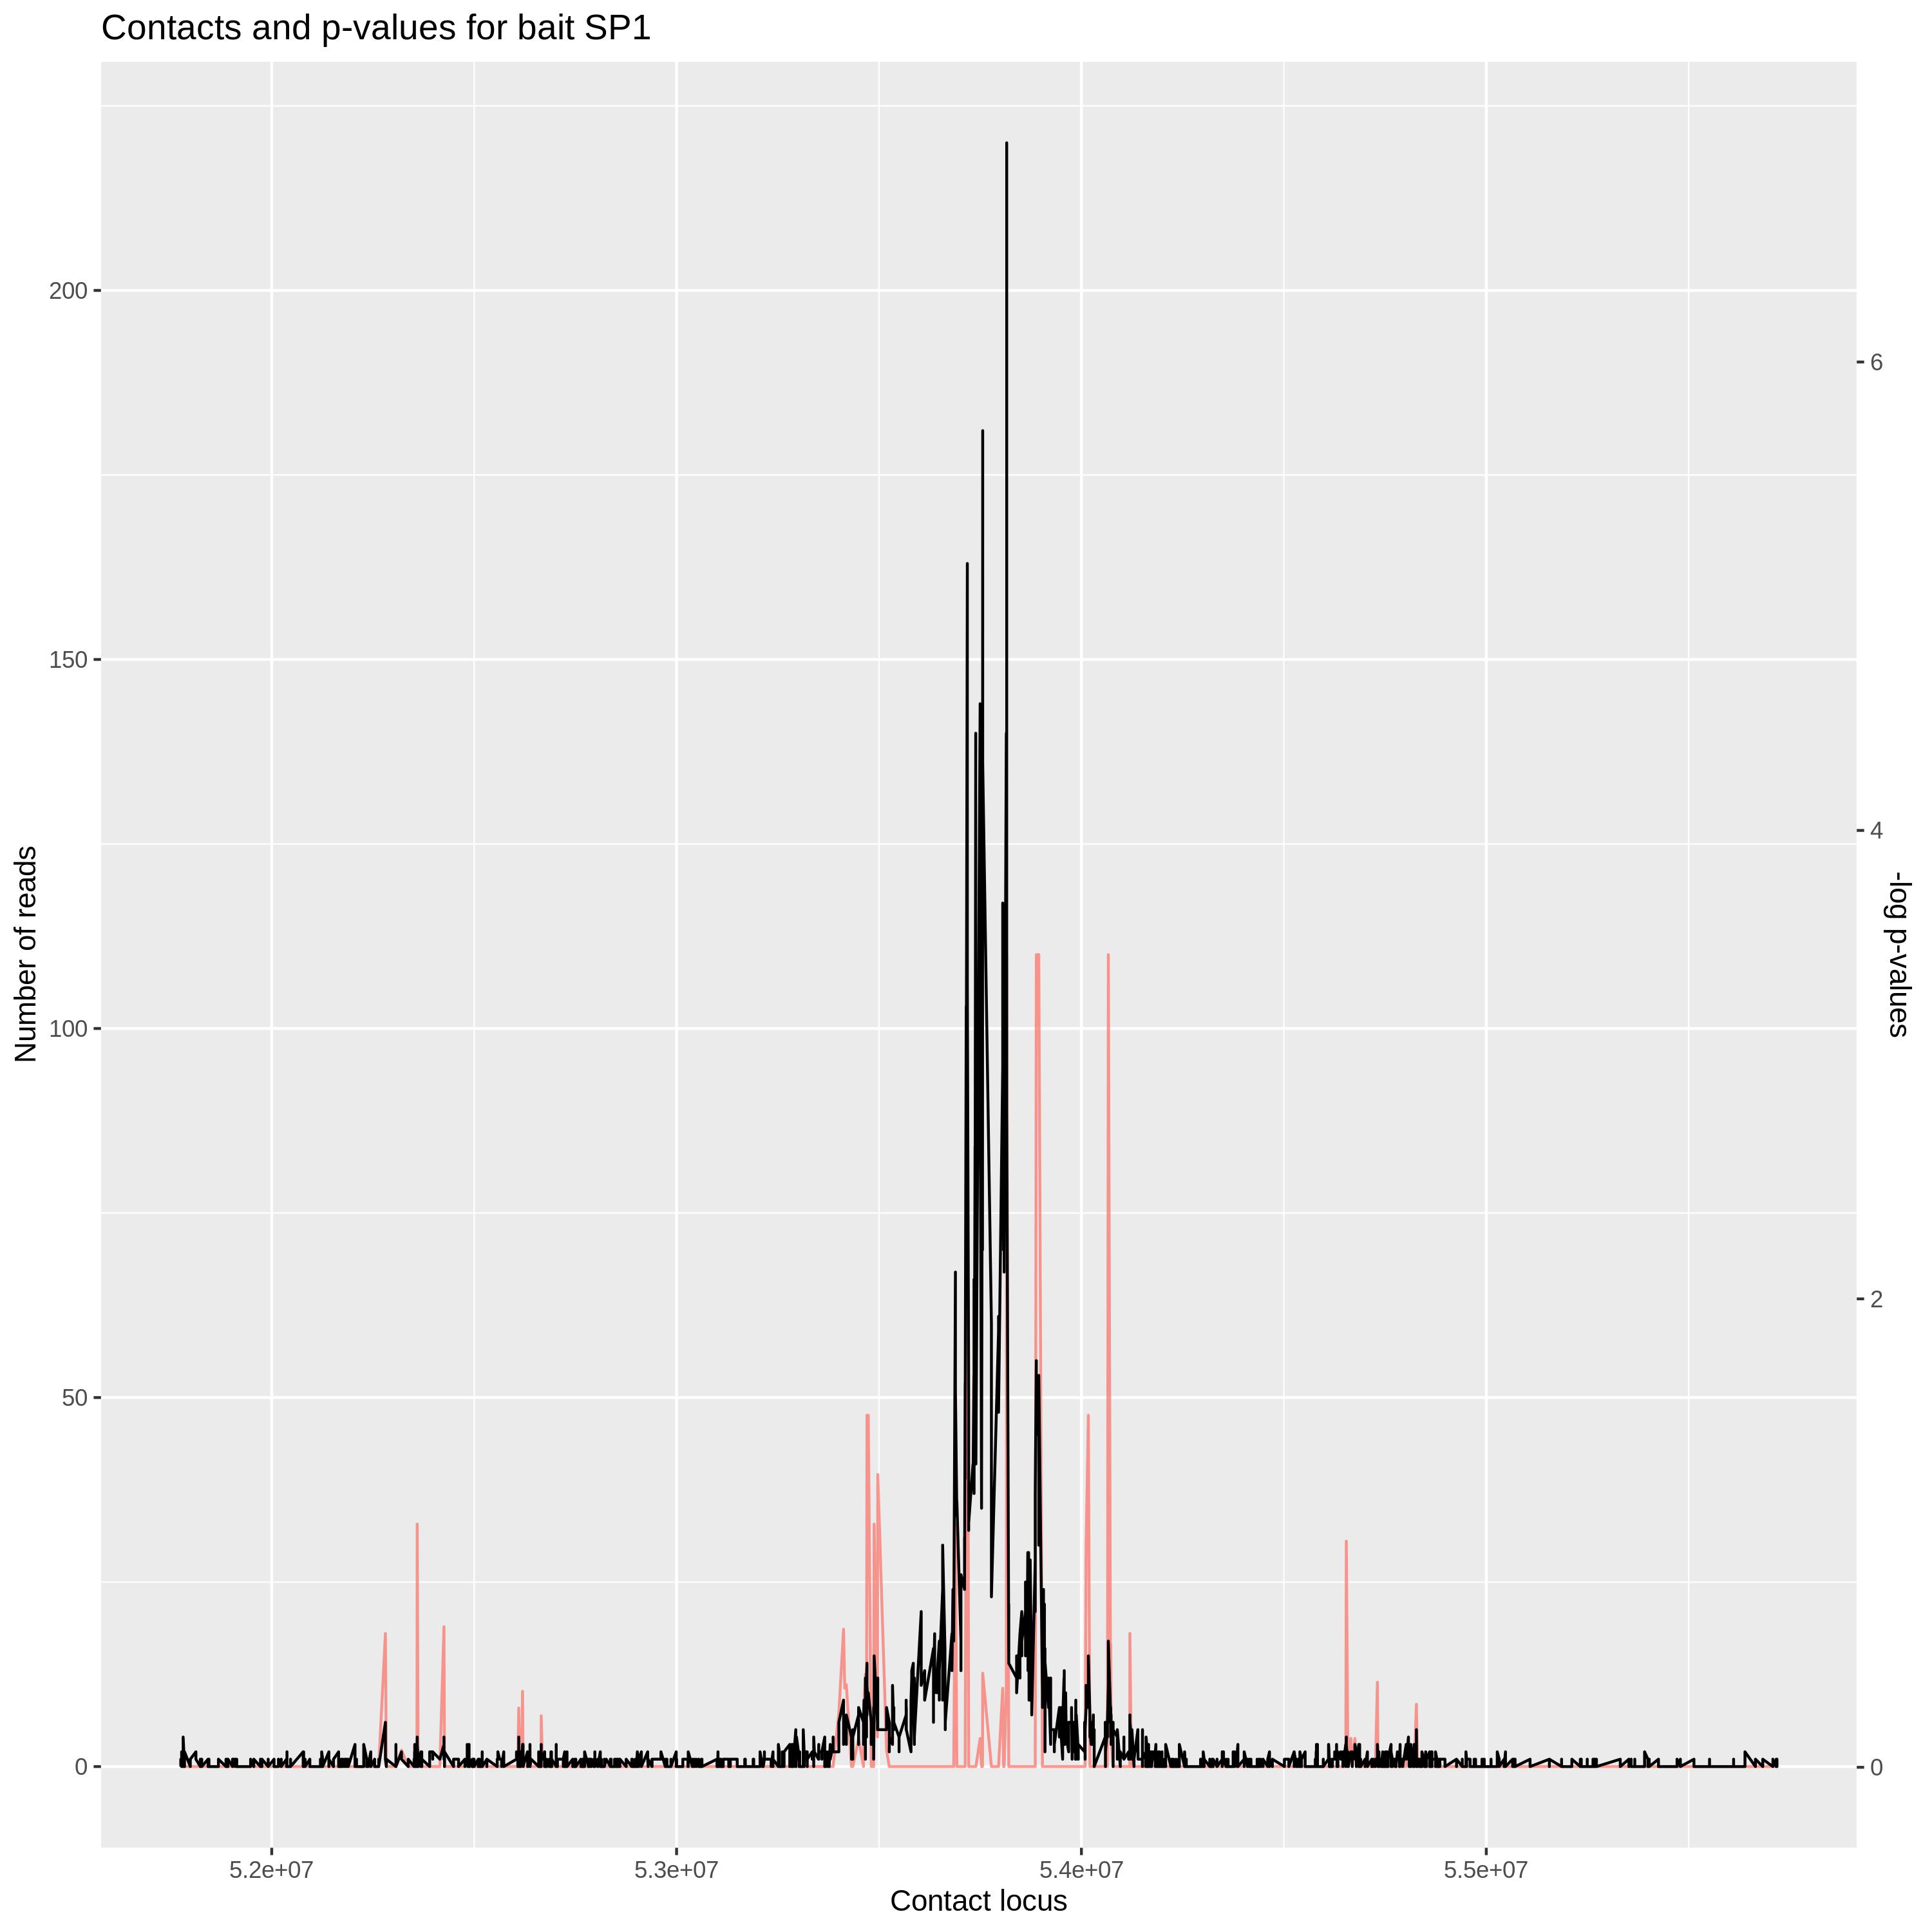 Contacts and p-values for bait SP1
200
150
100
50
0
6
4
2
0
Number of reads
-log p-values
5.2e+07
5.3e+07
5.4e+07
5.5e+07
Contact locus